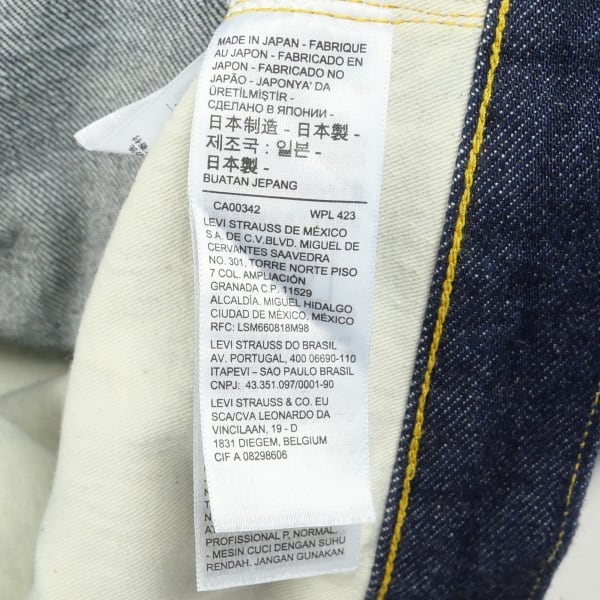 MADE IN JAPAN - FABRIQUE
AU JAPON - FABRICADO EN
JAPON - FABRICADO NO
JAPÃO - JAPONYA' DA
ÜRETİLMİŞTİR -
СДЕЛАНО В ЯПОНИИ -
日本制造 - 日本製 -
제조국 : 일본 -
日本製 -
BUATAN JEPANG
CA00342 WPL 423
LEVI STRAUSS DE MÉXICO
S.A. DE C.V.BLVD. MIGUEL DE
CERVANTES SAAVEDRA
NO. 301, TORRE NORTE PISO
7 COL. AMPLIACIÓN
GRANADA C.P. 11529
ALCALDÍA. MIGUEL HIDALGO
CIUDAD DE MÉXICO, MÉXICO
RFC: LSM660818M98
LEVI STRAUSS DO BRASIL
AV. PORTUGAL, 400 06690-110
ITAPEVI – SAO PAULO BRASIL
CNPJ: 43.351.097/0001-90
LEVI STRAUSS & CO. EU
SCA/CVA LEONARDO DA
VINCILAAN, 19 - D
1831 DIEGEM, BELGIUM
CIF A 08298606
PROFISSIONAL P, NORMAL.
- MESIN CUCI DENGAN SUHU
RENDAH. JANGAN GUNAKAN